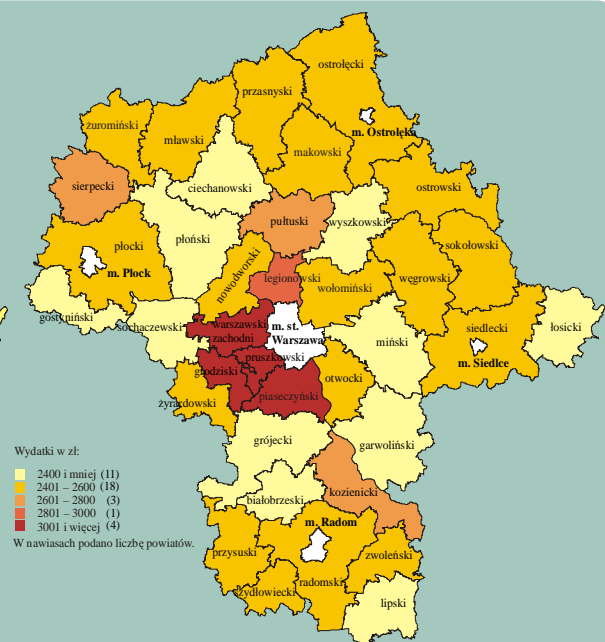 ostrołęcki
przasnyski
m. Ostrołęka
żuromiński
mławski
makowski
ostrowski
sierpecki
ciechanowski
pułtuski
wyszkowski
sokołowski
płocki
płoński
m. Płock
nowodworski
legionowski
wołomiński
węgrowski
gostyniński
sochaczewski
warszawski
zachodni
m. st.
Warszawa
siedlecki
łosicki
miński
pruszkowski
m. Siedlce
grodziski
otwocki
piaseczyński
żyrardowski
grójecki
garwoliński
Wydatki w zł:
2400 i mniej (11)
2401 – 2600 (18)
2601 – 2800 (3)
2801 – 3000 (1)
3001 i więcej (4)
W nawiasach podano liczbę powiatów.
kozienicki
białobrzeski
m. Radom
przysuski
zwoleński
radomski
szydłowiecki
lipski